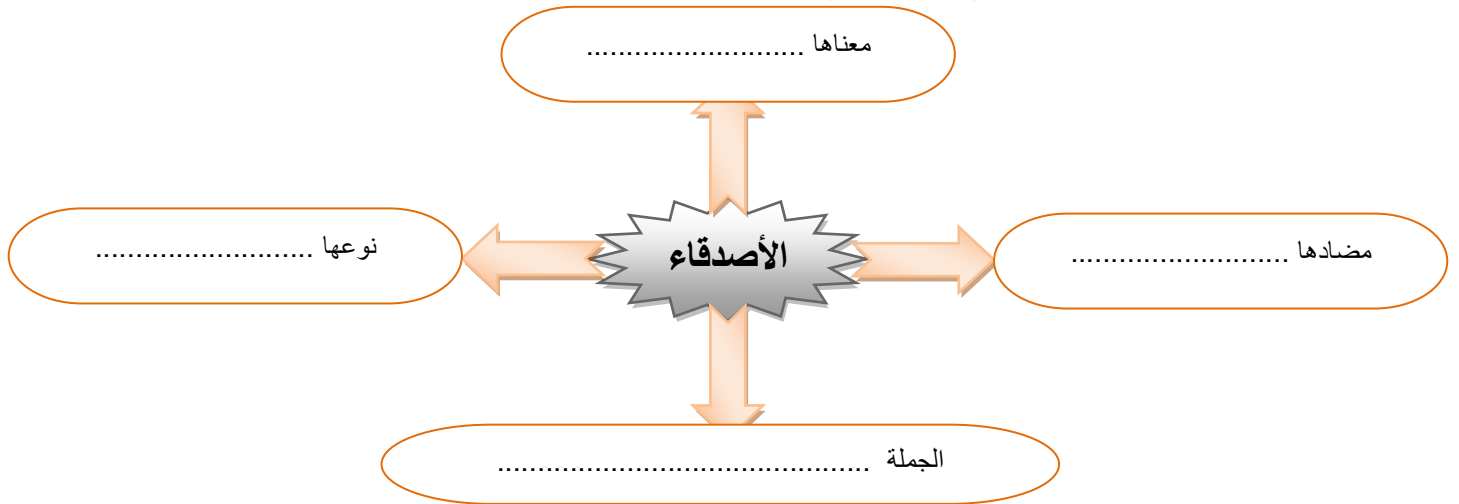 معناها ...........................
مضادها ...........................
الأصدقاء
نوعها ...........................
الجملة ..............................................